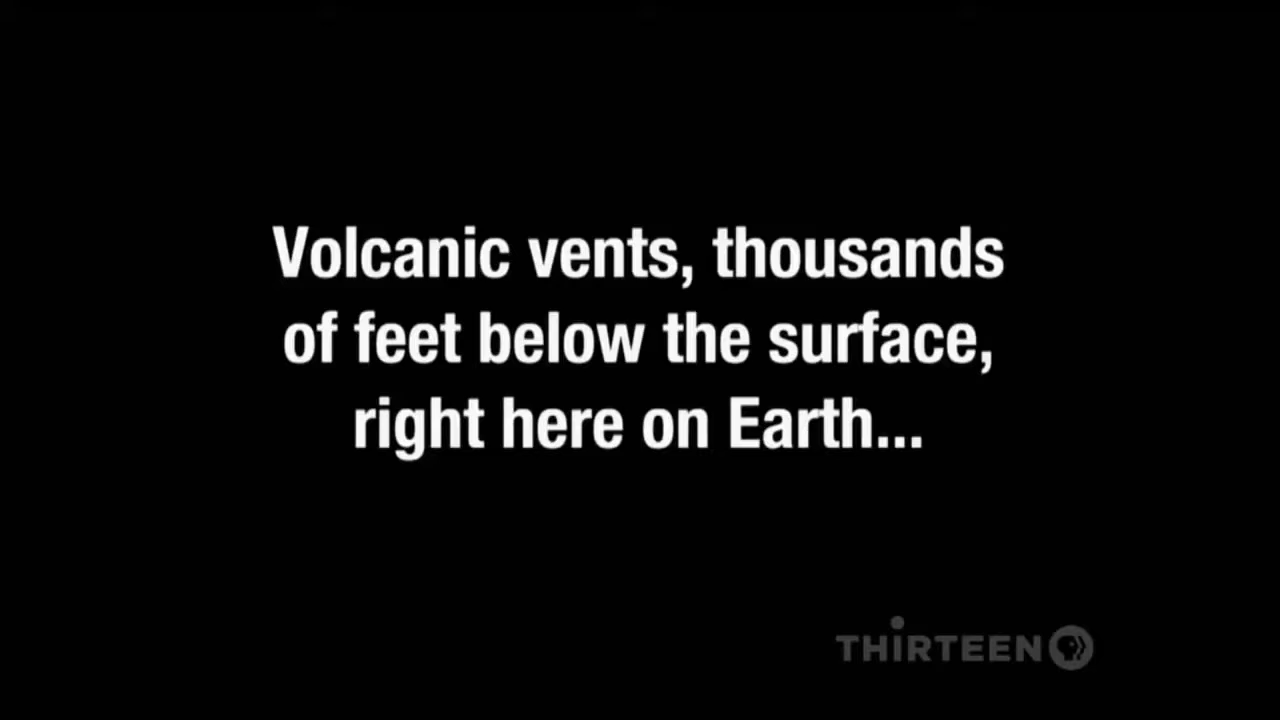 Volcanic vents, thousands
of feet below the surface,
right here on Earth...
THIRTEEN